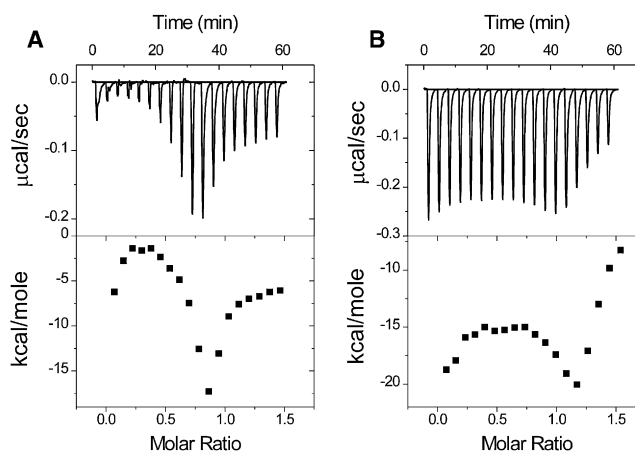 Time (min)
A
0 20 40 60
0.0
-0.1
-0.2
µcal/sec
0
-5
-10
-15
kcal/mole
0.0 0.5 1.0 1.5
Molar Ratio
Time (min)
B
0 20 40 60
0.0
-0.1
-0.2
-0.3
µcal/sec
-10
-15
-20
kcal/mole
0.0 0.5 1.0 1.5
Molar Ratio